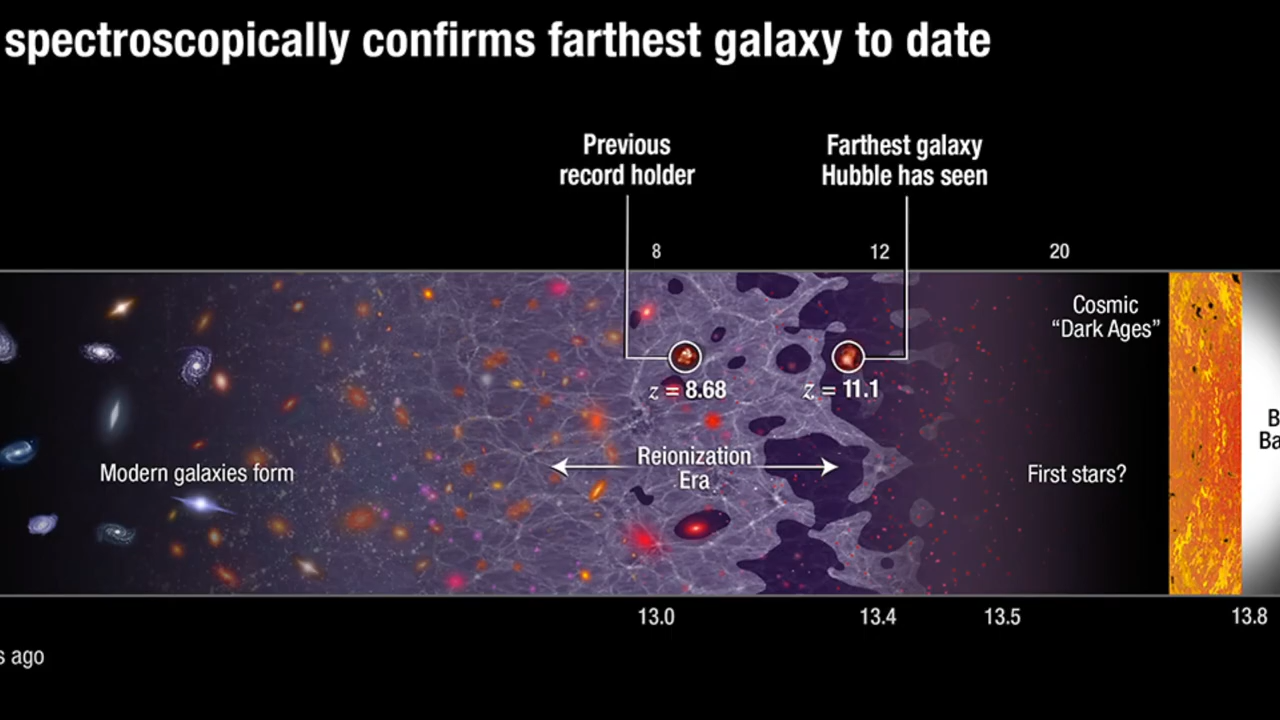 spectroscopically confirms farthest galaxy to date
Previous
record holder
Farthest galaxy
Hubble has seen
8
12
20
Cosmic
“Dark Ages”
z = 8.68
z = 11.1
Reionization
Era
Modern galaxies form
First stars?
B
Ba
13.0
13.4
13.5
13.8
s ago